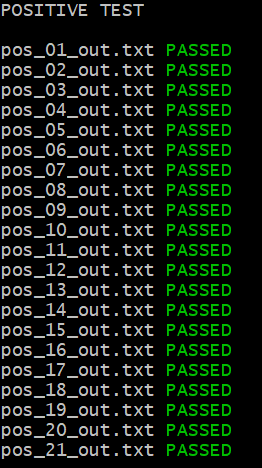 POSITIVE TEST
pos_01_out.txt PASSED
pos_02_out.txt PASSED
pos_03_out.txt PASSED
pos_04_out.txt PASSED
pos_05_out.txt PASSED
pos_06_out.txt PASSED
pos_07_out.txt PASSED
pos_08_out.txt PASSED
pos_09_out.txt PASSED
pos_10_out.txt PASSED
pos_11_out.txt PASSED
pos_12_out.txt PASSED
pos_13_out.txt PASSED
pos_14_out.txt PASSED
pos_15_out.txt PASSED
pos_16_out.txt PASSED
pos_17_out.txt PASSED
pos_18_out.txt PASSED
pos_19_out.txt PASSED
pos_20_out.txt PASSED
pos_21_out.txt PASSED